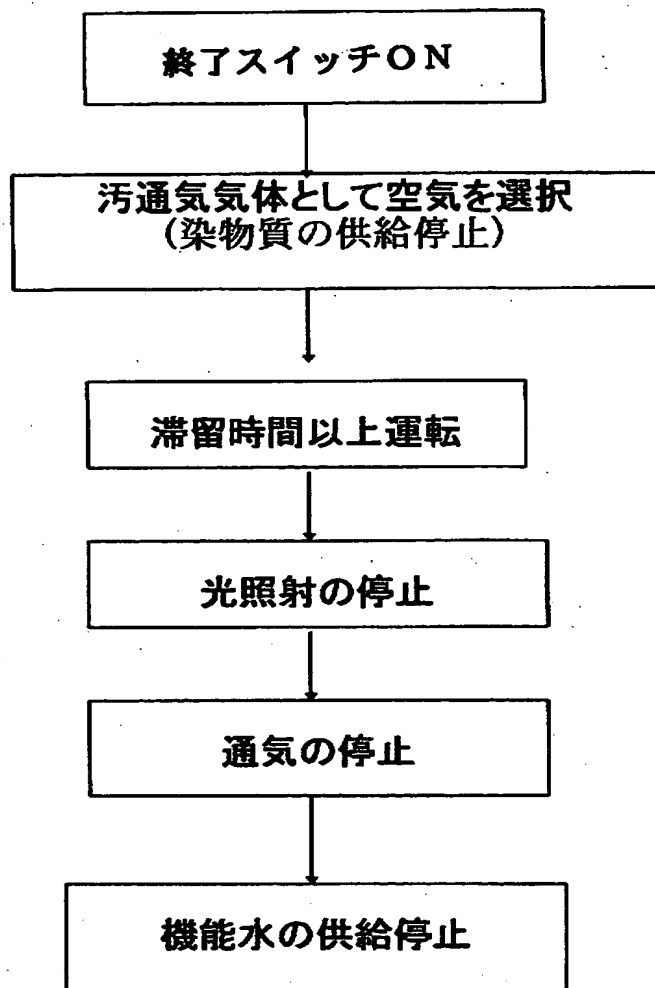 終了スイッチON
汚通気気体として空気を選択
(染物質の供給停止)
滞留時間以上運転
光照射の停止
通気の停止
機能水の供給停止